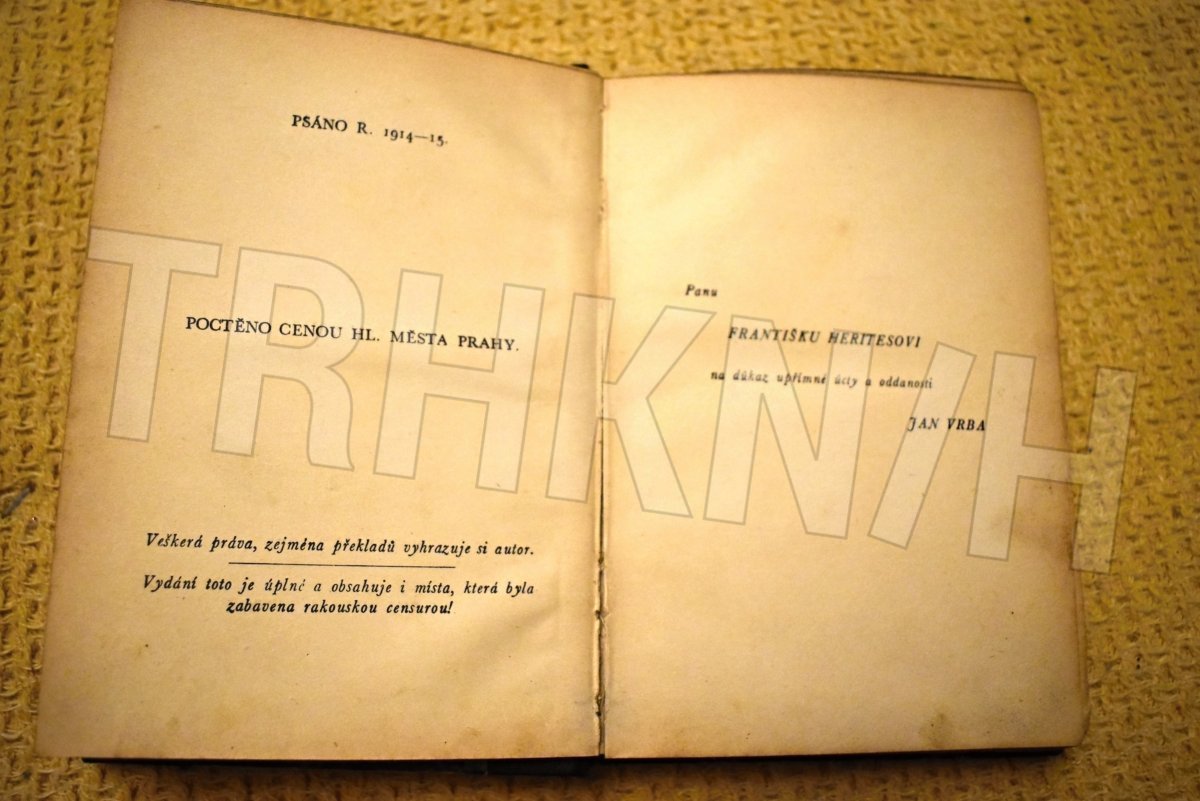 PSÁNO R. 1914—15.
POCTĚNO CENOU HL. MĚSTA PRAHY.
Veškerá práva, zejména překladů vyhrazuje si autor.
Vydání toto je úplné a obsahuje i místa, která byla
zabavena rakouskou censurou!
Panu
FRANTIŠKU HERITESOVI
na důkaz upřímné úcty a oddanosti
JAN VRBA
TRHKNIH